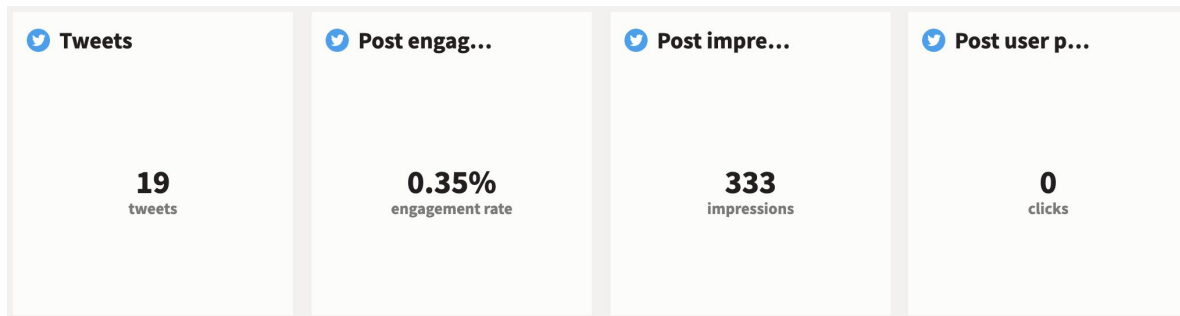 Tweets
Post engag...
Post impre...
Post user p...
19
tweets
0.35%
engagement rate
333
impressions
0
clicks